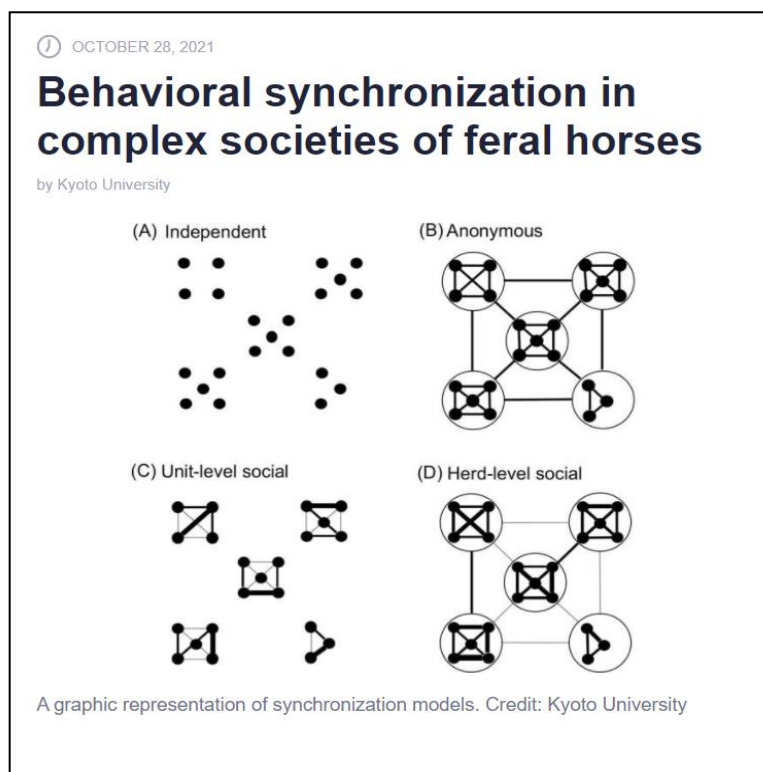 OCTOBER 28, 2021
Behavioral synchronization in
complex societies of feral horses
by Kyoto University
(A) Independent
(B) Anonymous
(C) Unit-level social
(D) Herd-level social
A graphic representation of synchronization models. Credit: Kyoto University